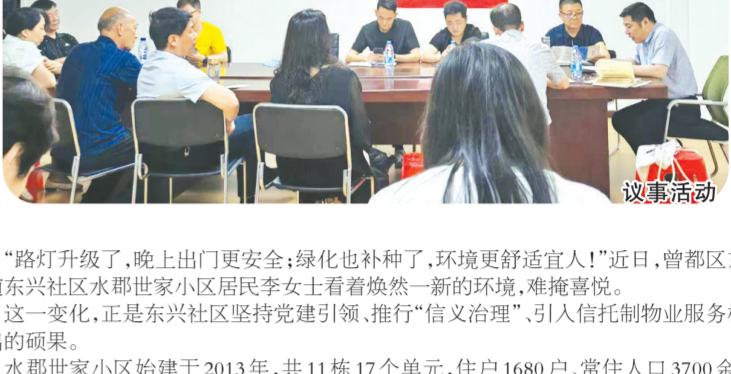 议事活动
“路灯升级了,晚上出门更安全;绿化也补种了,环境更舒适宜人!”近日,曾都区
东兴社区水郡世家小区居民李女士看着焕然一新的环境,难掩喜悦。
这一变化,正是东兴社区坚持党建引领、推行“信义治理”、引入信托制物业服务
的硕果。
水郡世家小区始建于2013年,共11栋17个单元,住户1680户、常住人口3700余